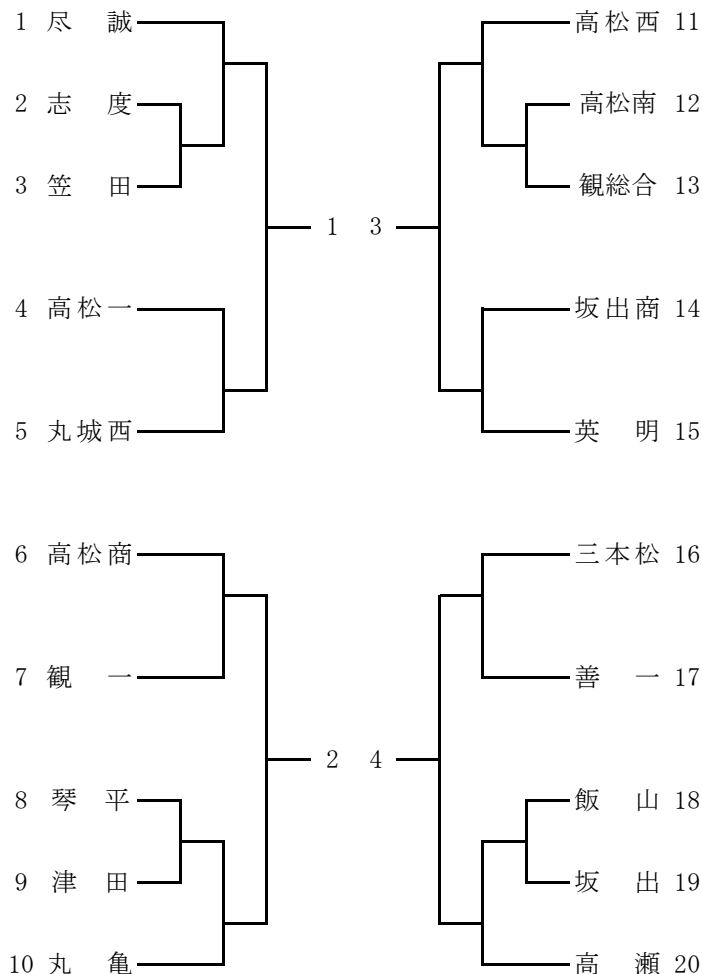 1 尽 誠 高松西 11
2 志 度 高松南 12
3 笠 田 観総合 13
1 3
4 高松一 坂出商 14
5 丸城西 英 明 15
6 高松商 三本松 16
7 観 一 善 一 17
2 4
8 琴 平 飯 山 18
9 津 田 坂 出 19
10 丸 亀 高 瀬 20